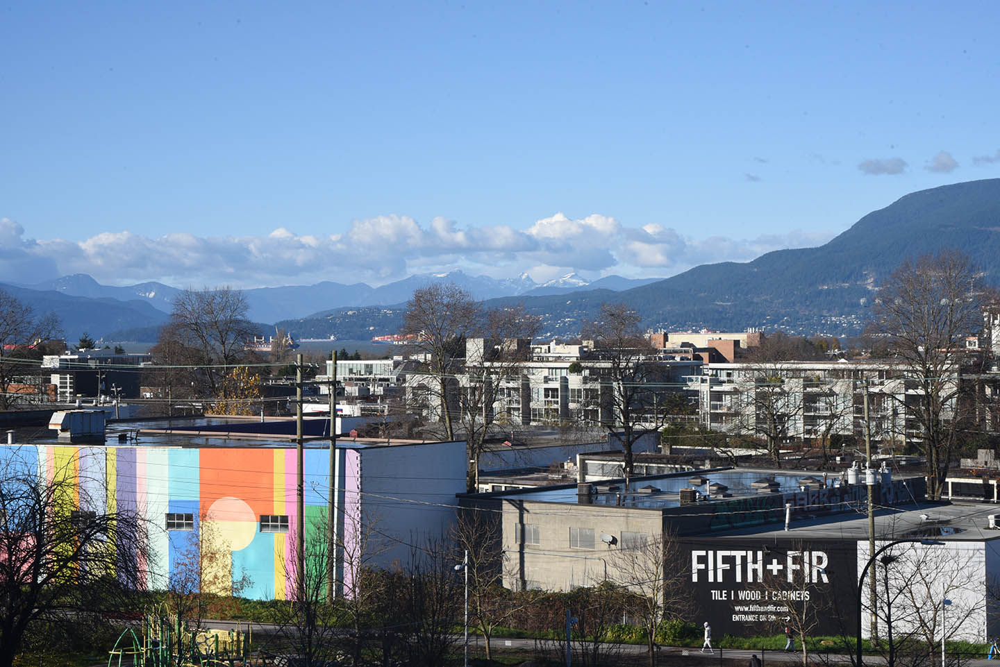 FIFTH+FIR
TILE | WOOD | CABINETS
www.fifthandfir.com
ENTRANCE ON 5th →